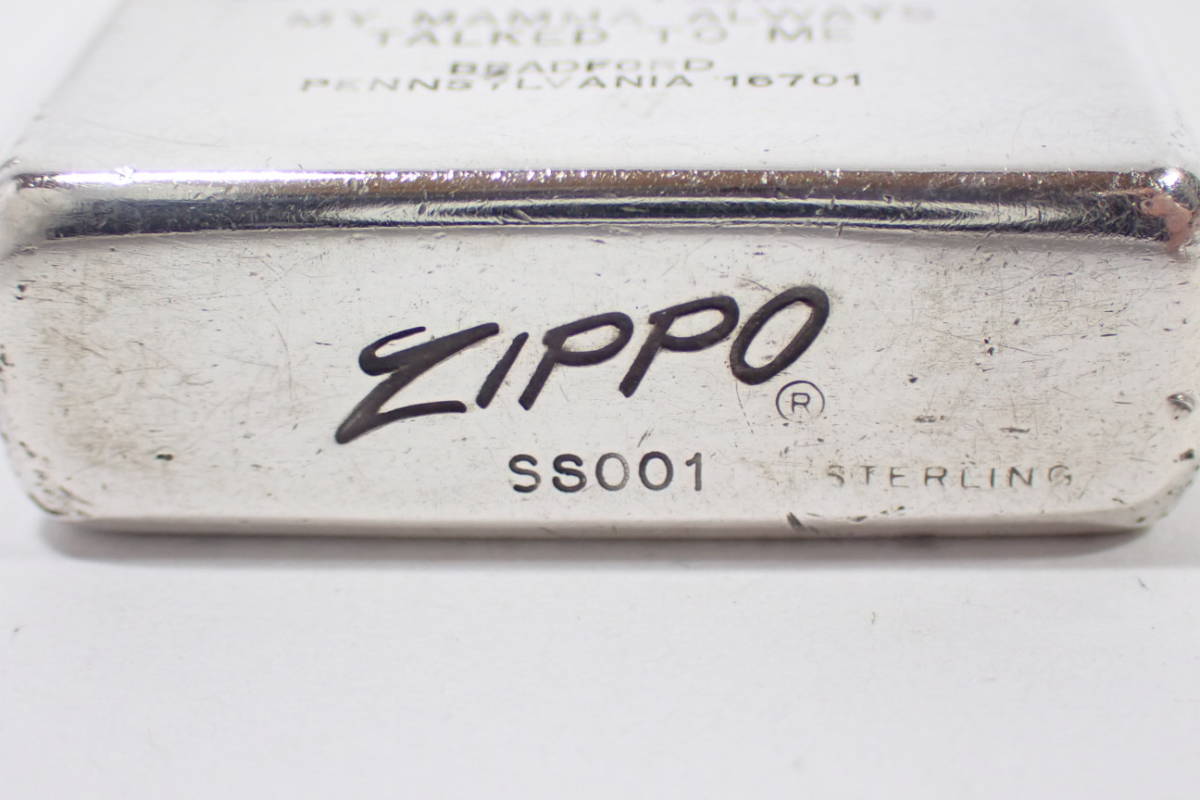 MY MAMMA ALWAYS
TALKED TO ME
BRADFORD
PENNSYLVANIA 16701
ZIPPO ®
SS001 STERLING